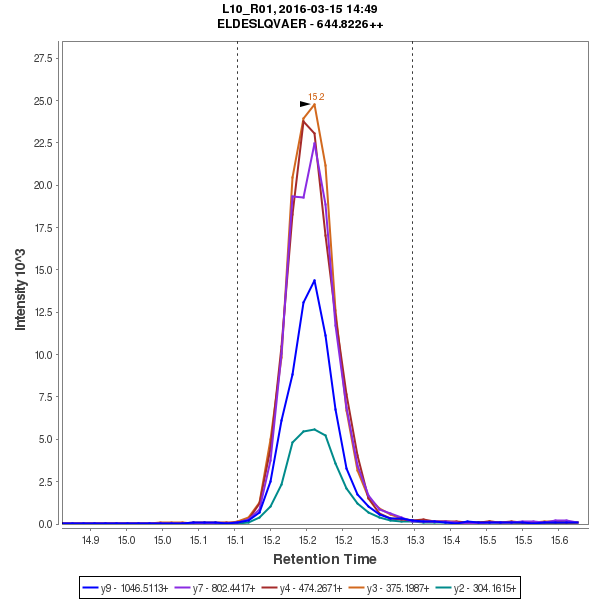 L10_R01, 2016-03-15 14:49
ELDESLQVAER - 644.8226++
27.5
25.0
22.5
20.0
17.5
15.0
12.5
10.0
7.5
5.0
2.5
0.0
Intensity 10^3
15.2
14.9 15.0 15.0 15.1 15.1 15.2 15.2 15.2 15.3 15.3 15.4 15.4 15.5 15.6
Retention Time
y9 - 1046.5113+ y7 - 802.4417+ y4 - 474.2671+ y3 - 375.1987+ y2 - 304.1615+